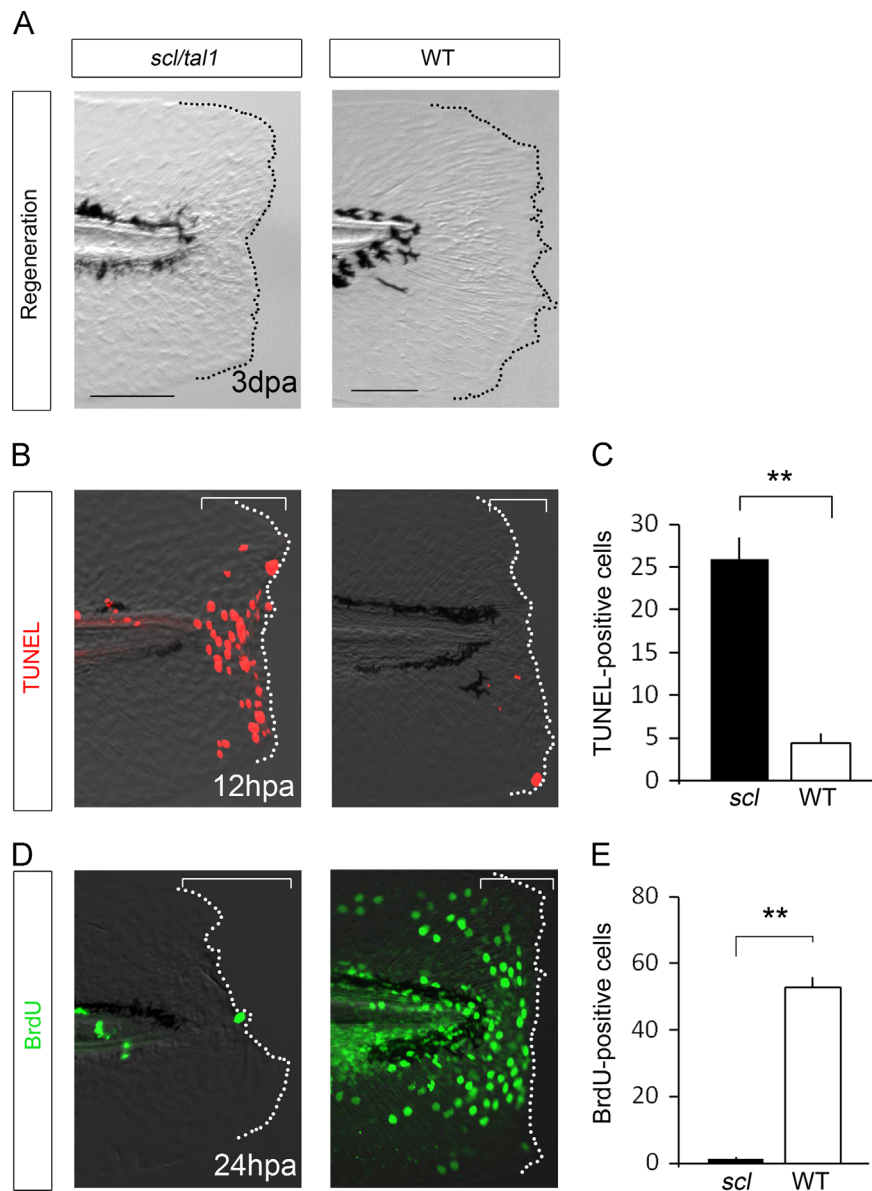 A
scl/tal1
WT
Regeneration
3dpa
B
TUNEL
12hpa
C
**
TUNEL-positive cells
30
25
20
15
10
5
0
scl
WT
D
BrdU
24hpa
E
**
BrdU-positive cells
80
60
40
20
0
scl
WT